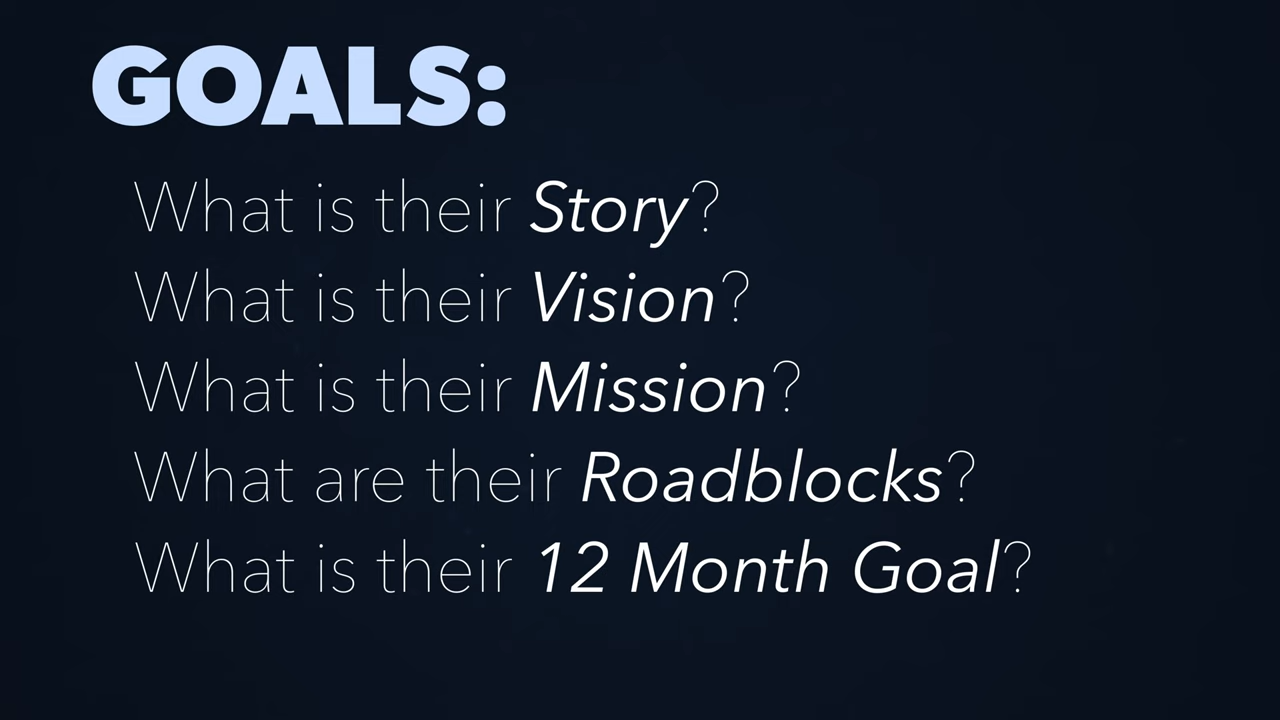 GOALS:
What is their Story?
What is their Vision?
What is their Mission?
What are their Roadblocks?
What is their 12 Month Goal?